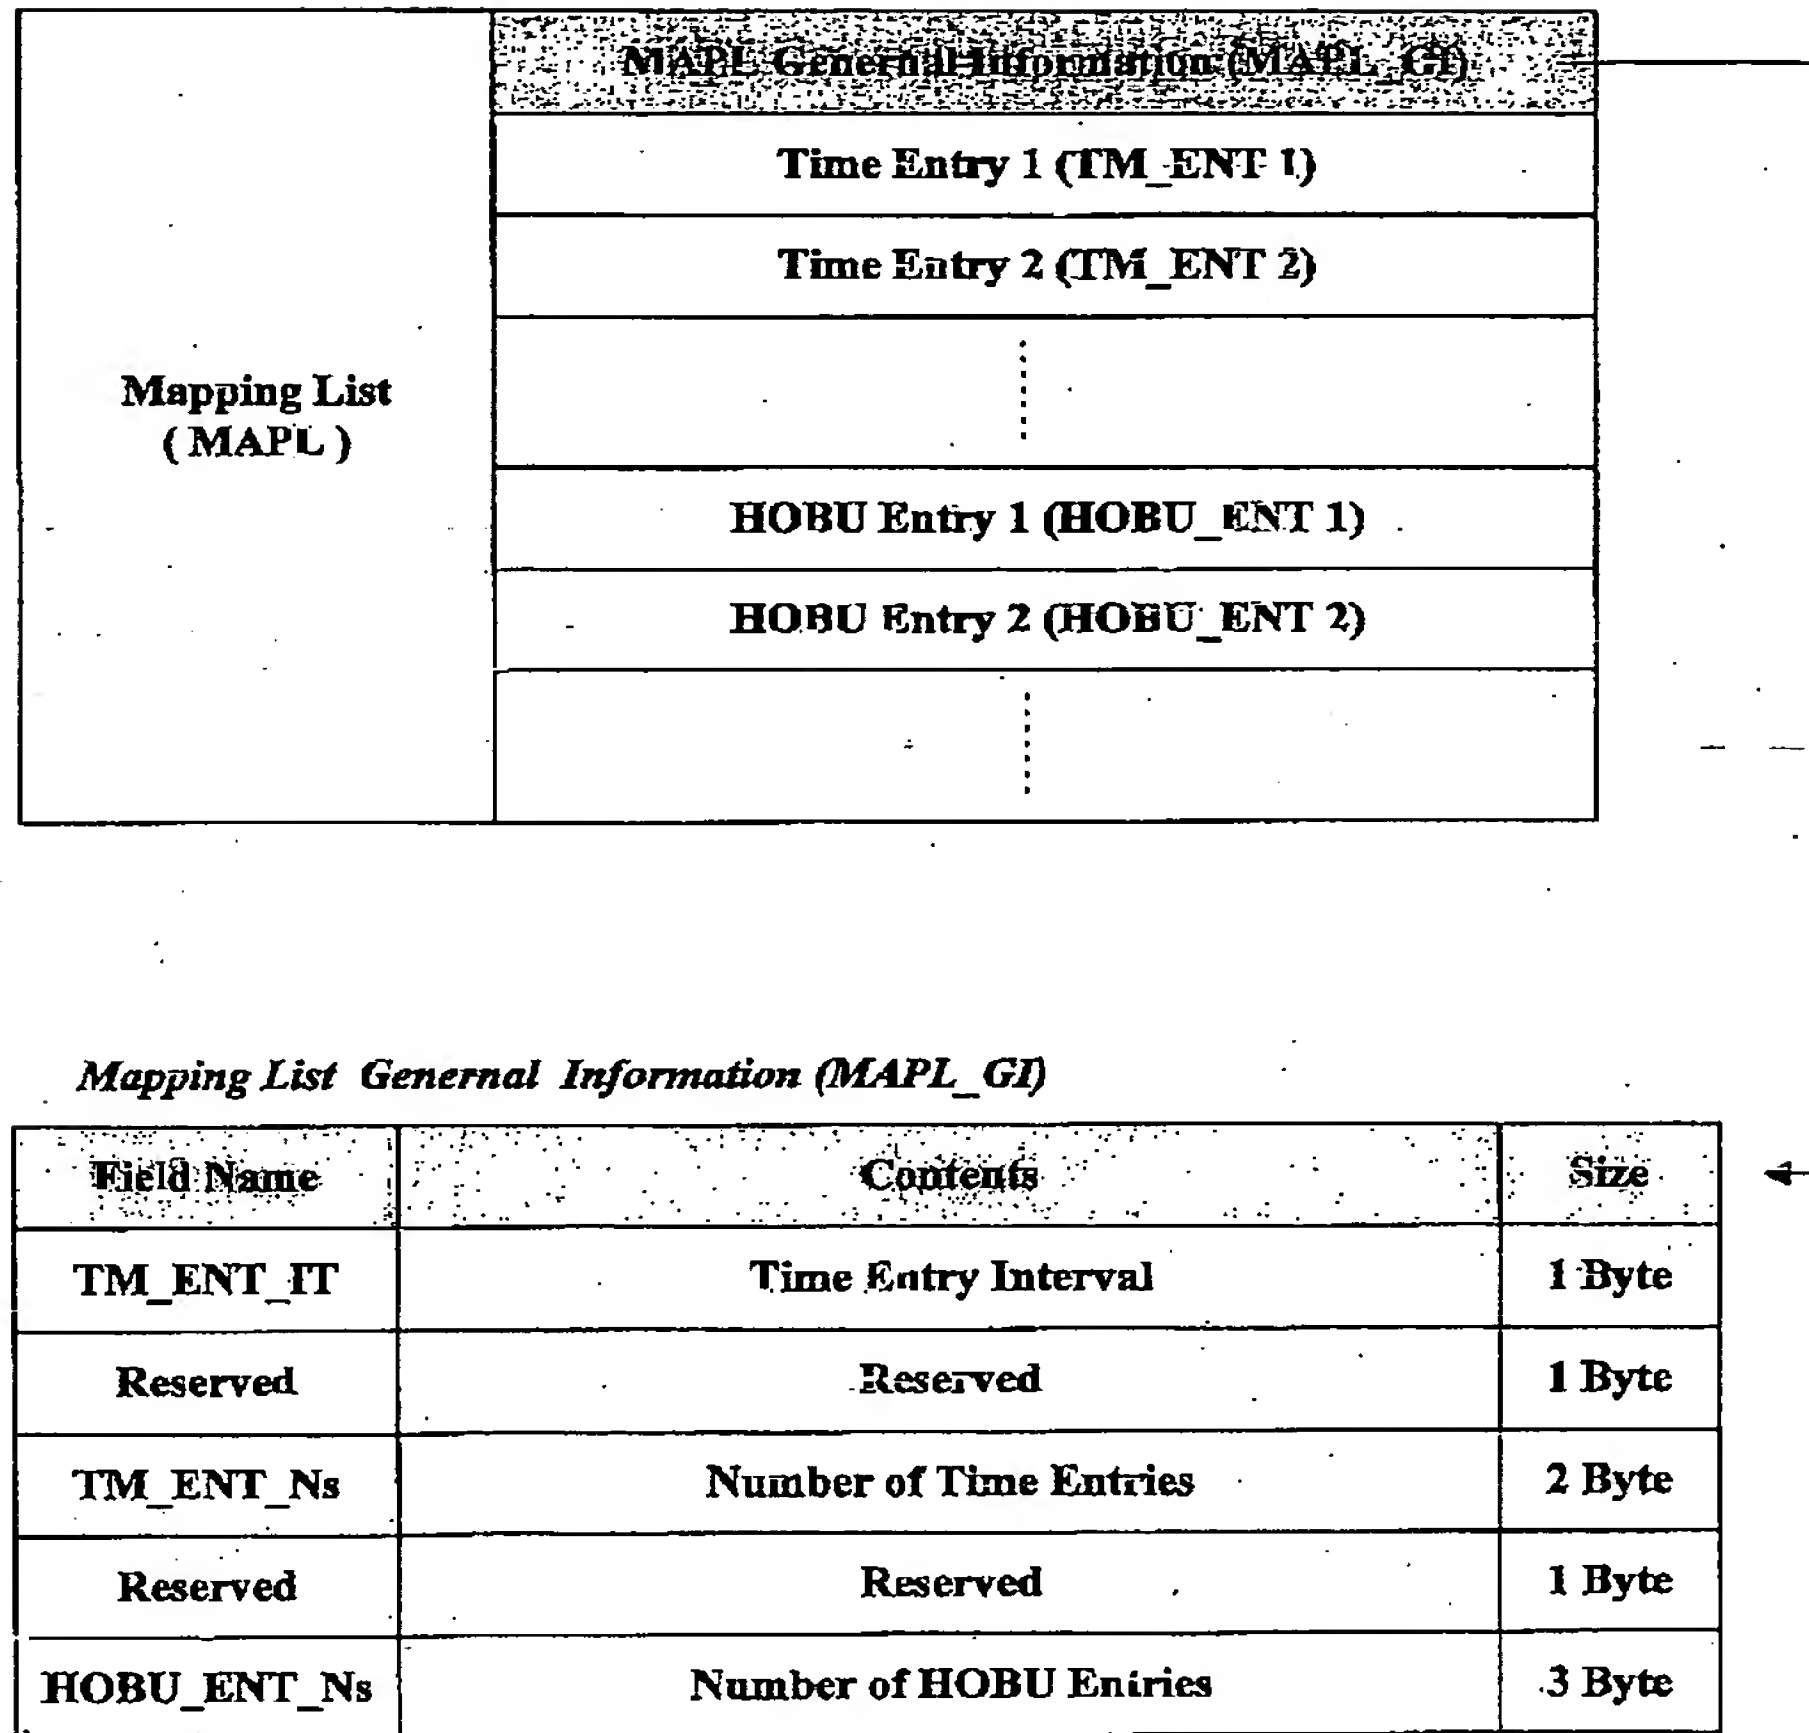 MAPL Genernal Information (MAPL_GI)
Time Entry 1 (TM_ENT 1)
Time Entry 2 (TM_ENT 2)
Mapping List
( MAPL )
HOBU Entry 1 (HOBU_ENT 1)
HOBU Entry 2 (HOBU_ENT 2)
Mapping List Genernal Information (MAPL_GI)
Field Name Contents Size
TM_ENT_IT Time Entry Interval 1 Byte
Reserved Reserved 1 Byte
TM_ENT_Ns Number of Time Entries 2 Byte
Reserved Reserved 1 Byte
HOBU_ENT_Ns Number of HOBU Entries 3 Byte